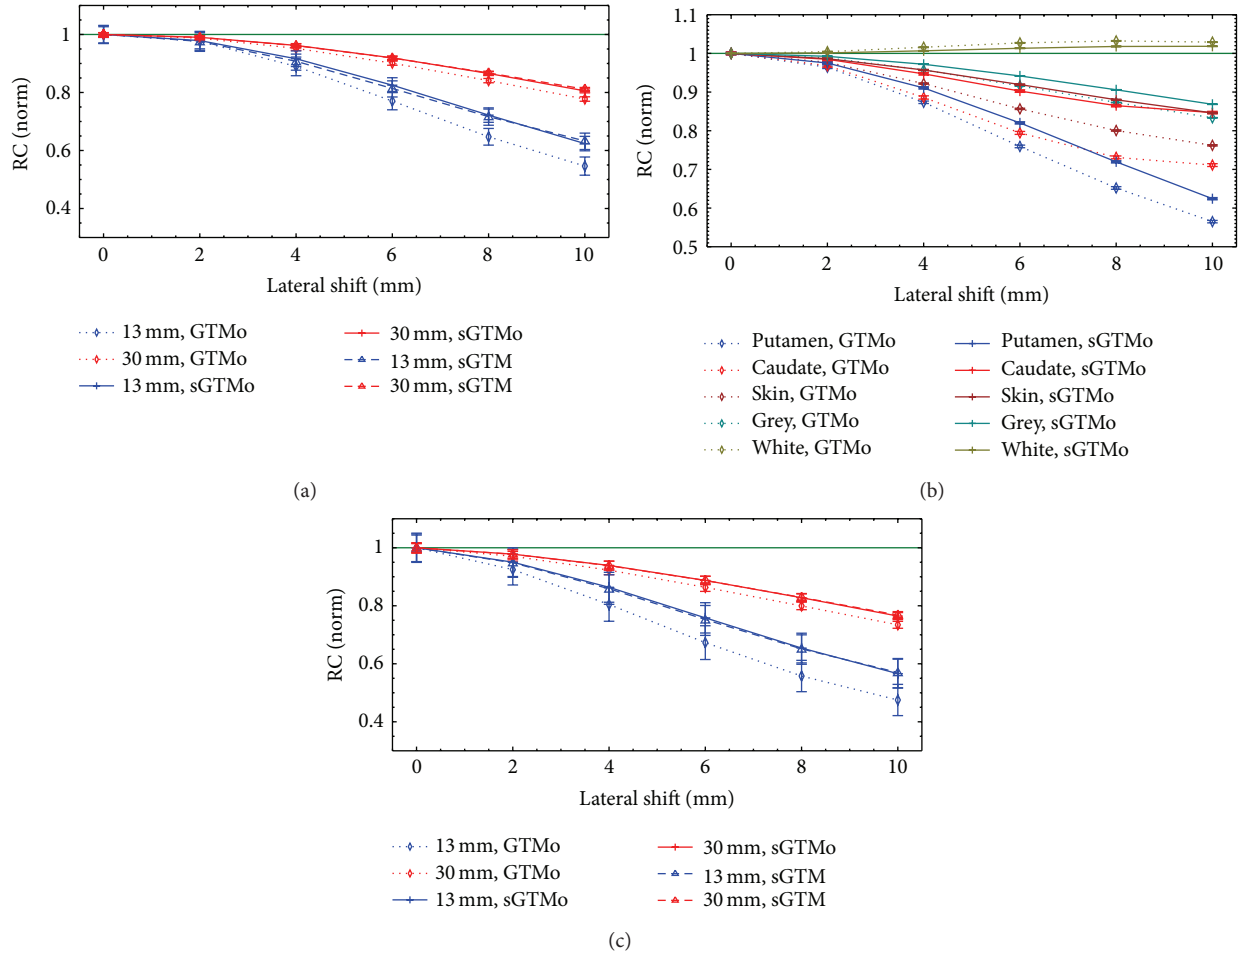 1
0.8
0.6
0.4
RC (norm)
0 2 4 6 8 10
Lateral shift (mm)
13 mm, GTMo
30 mm, GTMo
13 mm, sGTMo
30 mm, sGTMo
13 mm, sGTM
30 mm, sGTM
(a)
1.1
1.0
0.9
0.8
0.7
0.6
0.5
RC (norm)
0 2 4 6 8 10
Lateral shift (mm)
Putamen, GTMo
Caudate, GTMo
Skin, GTMo
Grey, GTMo
White, GTMo
Putamen, sGTMo
Caudate, sGTMo
Skin, sGTMo
Grey, sGTMo
White, sGTMo
(b)
1
0.8
0.6
0.4
RC (norm)
0 2 4 6 8 10
Lateral shift (mm)
13 mm, GTMo
30 mm, GTMo
13 mm, sGTMo
30 mm, sGTMo
13 mm, sGTM
30 mm, sGTM
(c)